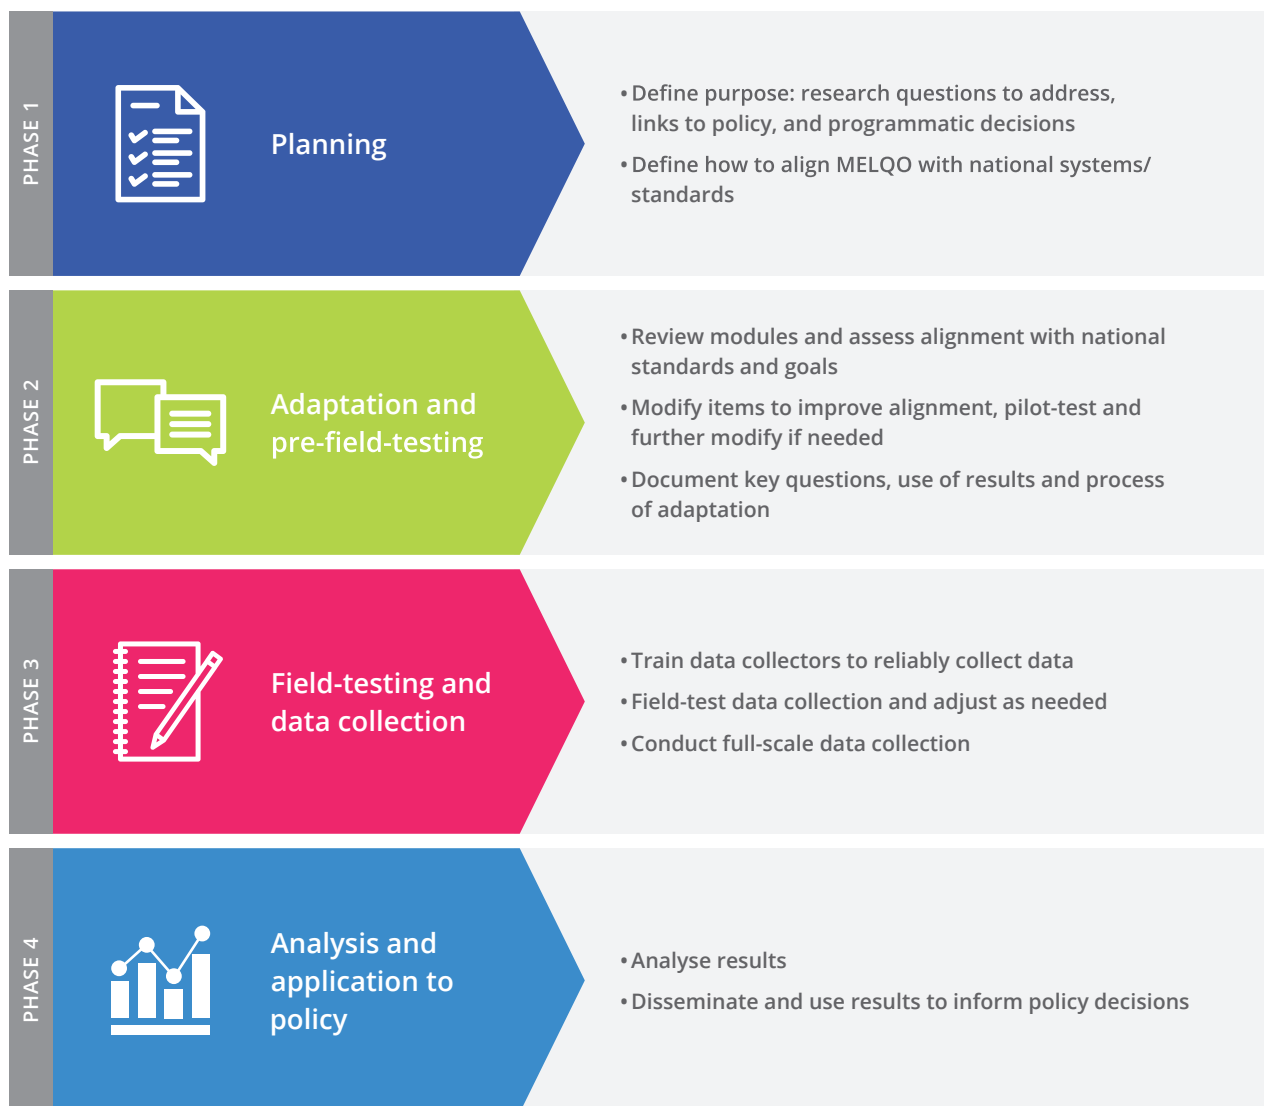 PHASE 1
Planning
• Define purpose: research questions to address,
links to policy, and programmatic decisions
• Define how to align MELQO with national systems/
standards
PHASE 2
Adaptation and
pre-field-testing
• Review modules and assess alignment with national
standards and goals
• Modify items to improve alignment, pilot-test and
further modify if needed
• Document key questions, use of results and process
of adaptation
PHASE 3
Field-testing and
data collection
• Train data collectors to reliably collect data
• Field-test data collection and adjust as needed
• Conduct full-scale data collection
PHASE 4
Analysis and
application to
policy
• Analyse results
• Disseminate and use results to inform policy decisions